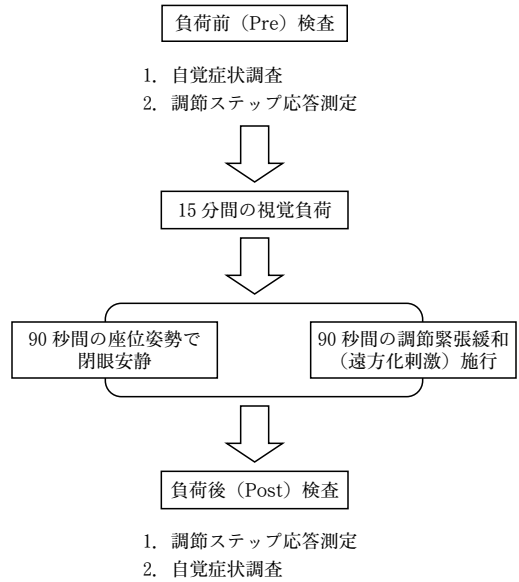 負荷前（Pre）検査
1．自覚症状調査
2．調節ステップ応答測定
15 分間の視覚負荷
90 秒間の座位姿勢で
閉眼安静
90 秒間の調節緊張緩和
（遠方化刺激）施行
負荷後（Post）検査
1．調節ステップ応答測定
2．自覚症状調査